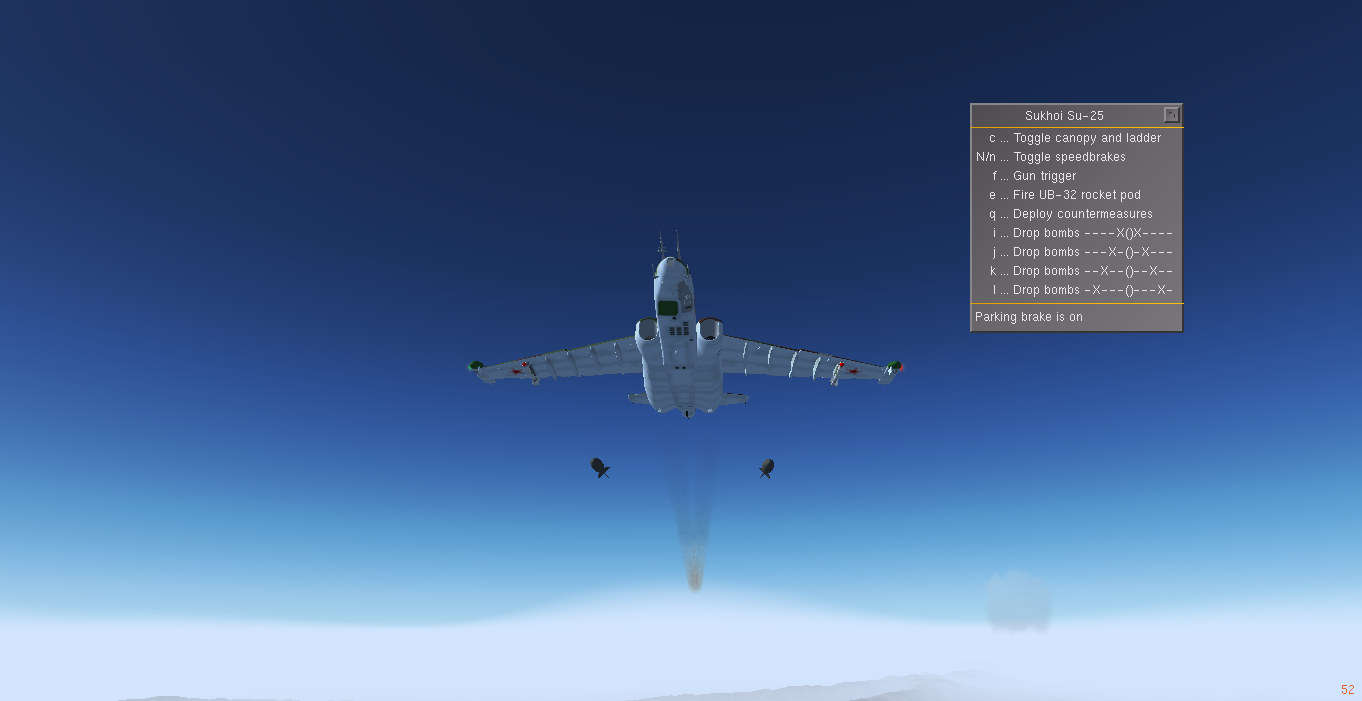 Sukhoi Su-25
c ... Toggle canopy and ladder
N/n ... Toggle speedbrakes
f ... Gun trigger
e ... Fire UB-32 rocket pod
q ... Deploy countermeasures
i ... Drop bombs ----X()X----
j ... Drop bombs ---X-()-X---
k ... Drop bombs --X--()--X--
l ... Drop bombs -X---()---X-
Parking brake is on
52